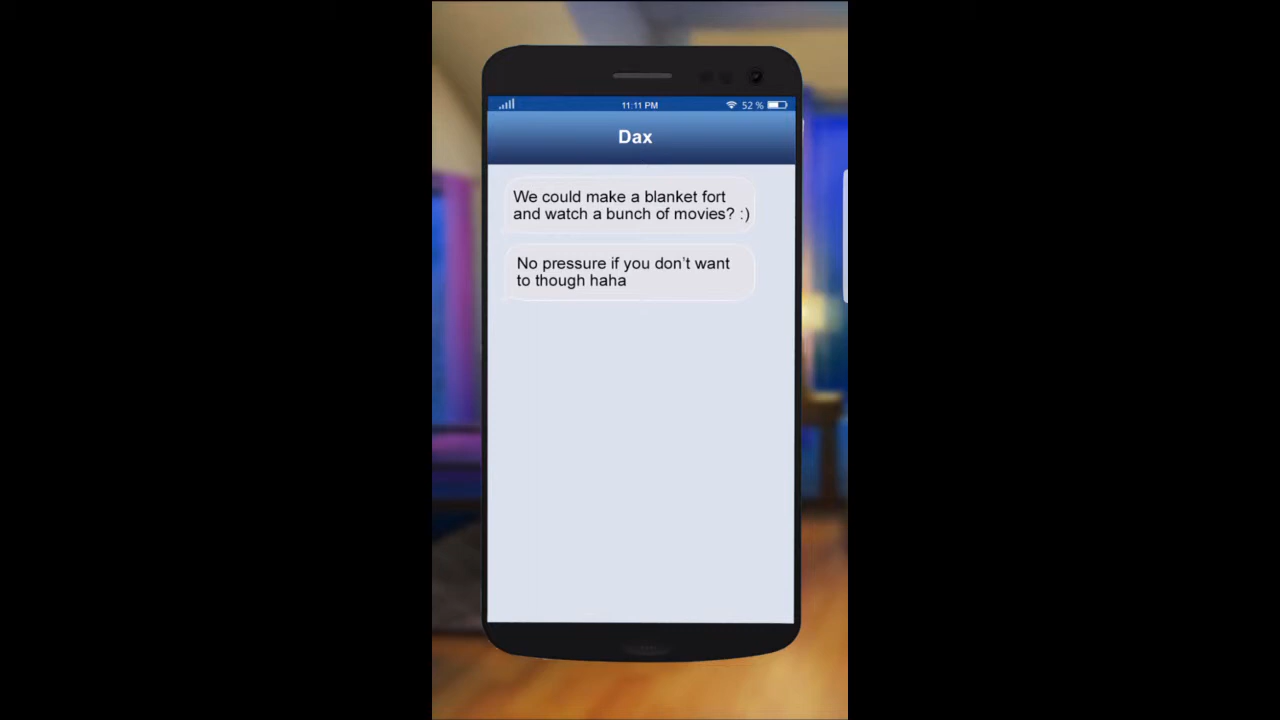 11:11 PM 52 %
Dax
We could make a blanket fort
and watch a bunch of movies? :)
No pressure if you don't want
to though haha